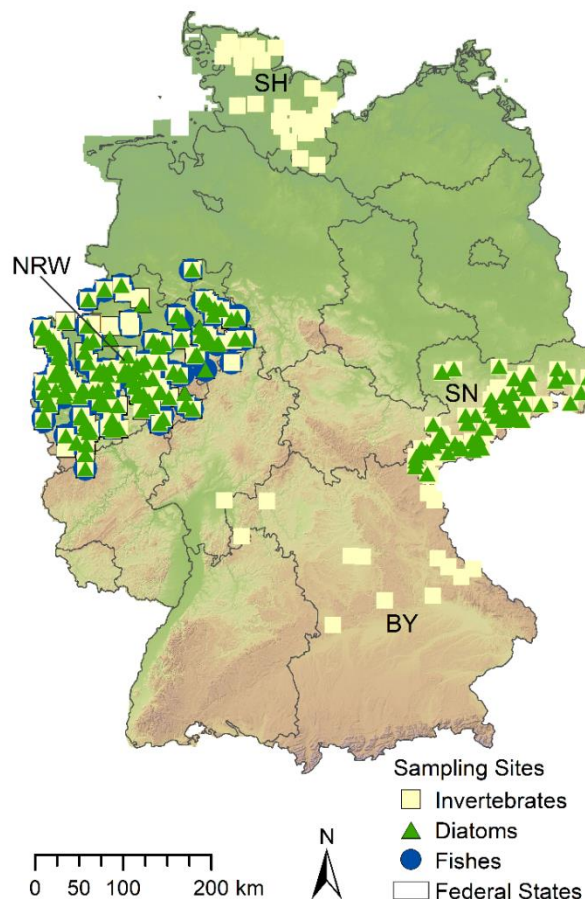 SH
NRW
SN
BY
Sampling Sites
Invertebrates
Diatoms
Fishes
Federal States
N
0 50 100 200 km